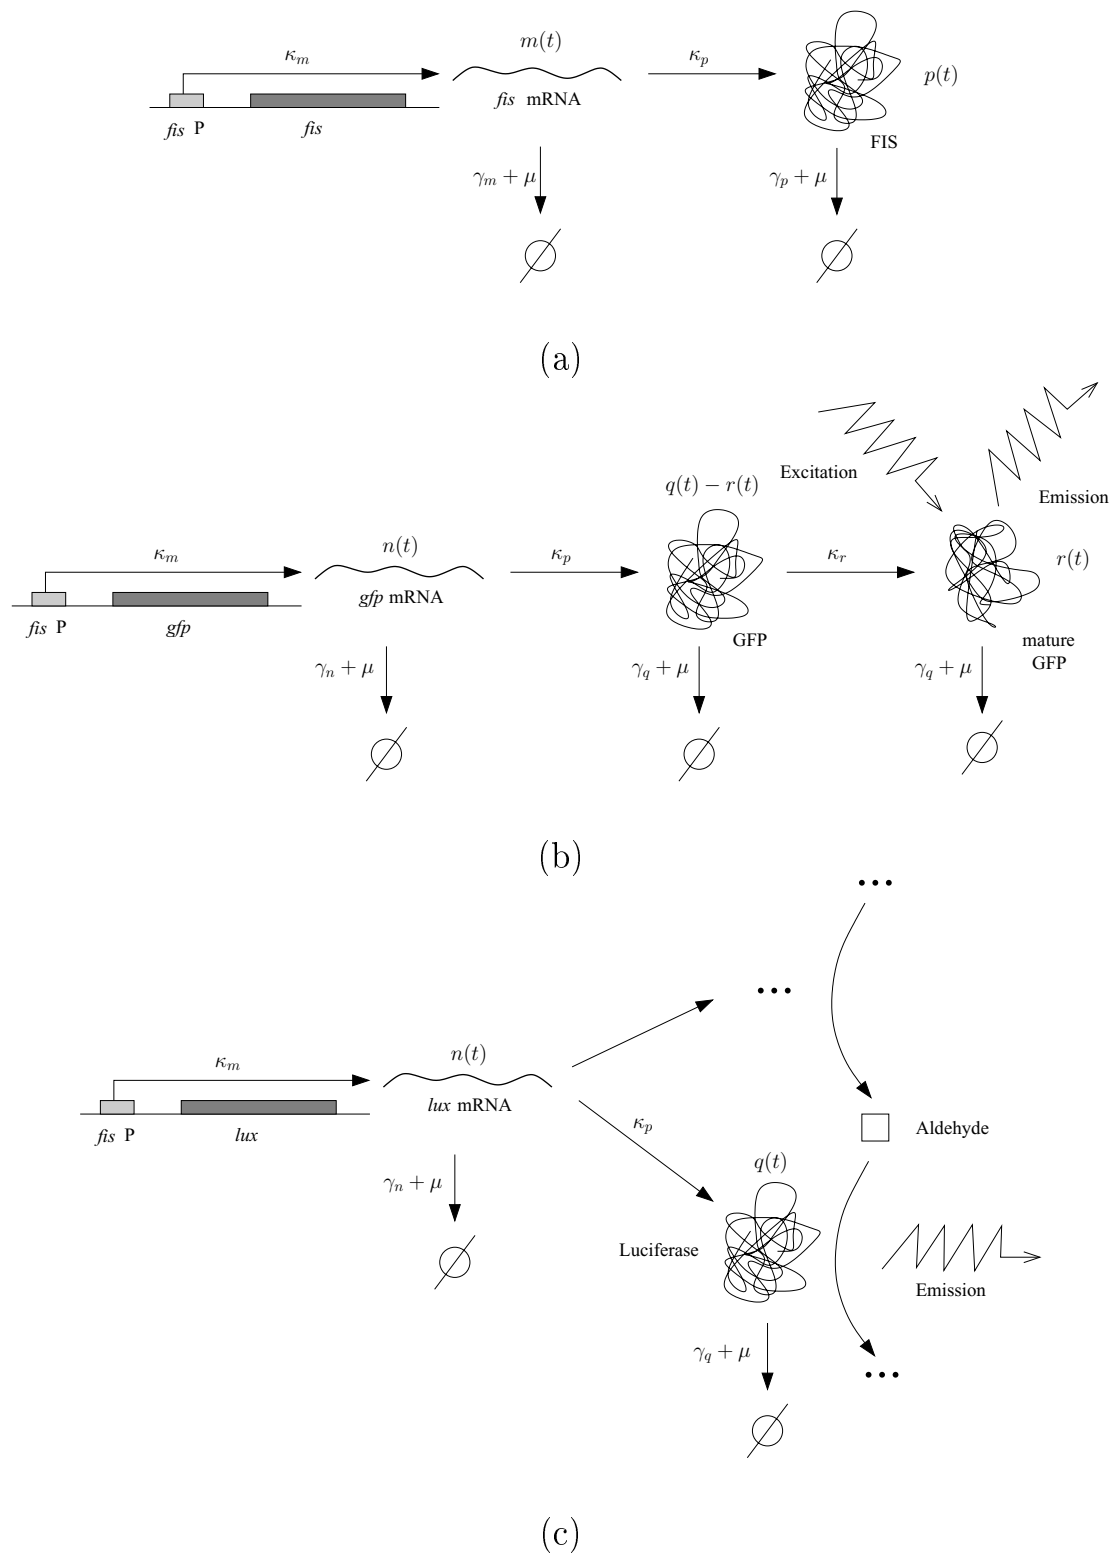 m(t)
κ_m
κ_p
p(t)
fis mRNA
fis P
fis
FIS
γ_m + μ
γ_p + μ
(a)
Excitation
q(t) − r(t)
Emission
n(t)
κ_m
κ_p
κ_r
r(t)
gfp mRNA
fis P
gfp
GFP
mature
GFP
γ_n + μ
γ_q + μ
γ_q + μ
(b)
...
...
n(t)
κ_m
lux mRNA
κ_p
Aldehyde
fis P
lux
q(t)
γ_n + μ
Luciferase
Emission
γ_q + μ
...
(c)